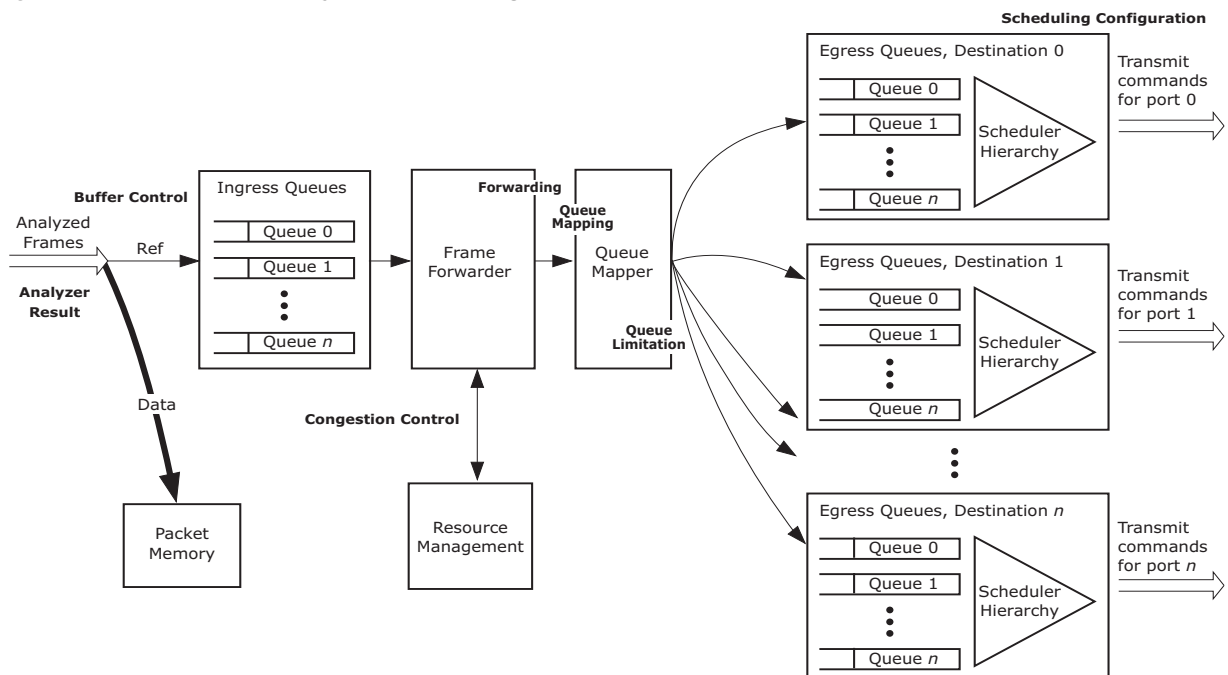 Scheduling Configuration
Egress Queues, Destination 0
Queue 0
Queue 1
Queue n
Scheduler
Hierarchy
Transmit
commands
for port 0
Buffer Control
Analyzed
Frames
Ref
Analyzer
Result
Data
Packet
Memory
Ingress Queues
Queue 0
Queue 1
Queue n
Frame
Forwarder
Forwarding
Congestion Control
Resource
Management
Queue
Mapping
Queue
Mapper
Queue
Limitation
Egress Queues, Destination 1
Queue 0
Queue 1
Queue n
Scheduler
Hierarchy
Transmit
commands
for port 1
Egress Queues, Destination n
Queue 0
Queue 1
Queue n
Scheduler
Hierarchy
Transmit
commands
for port n